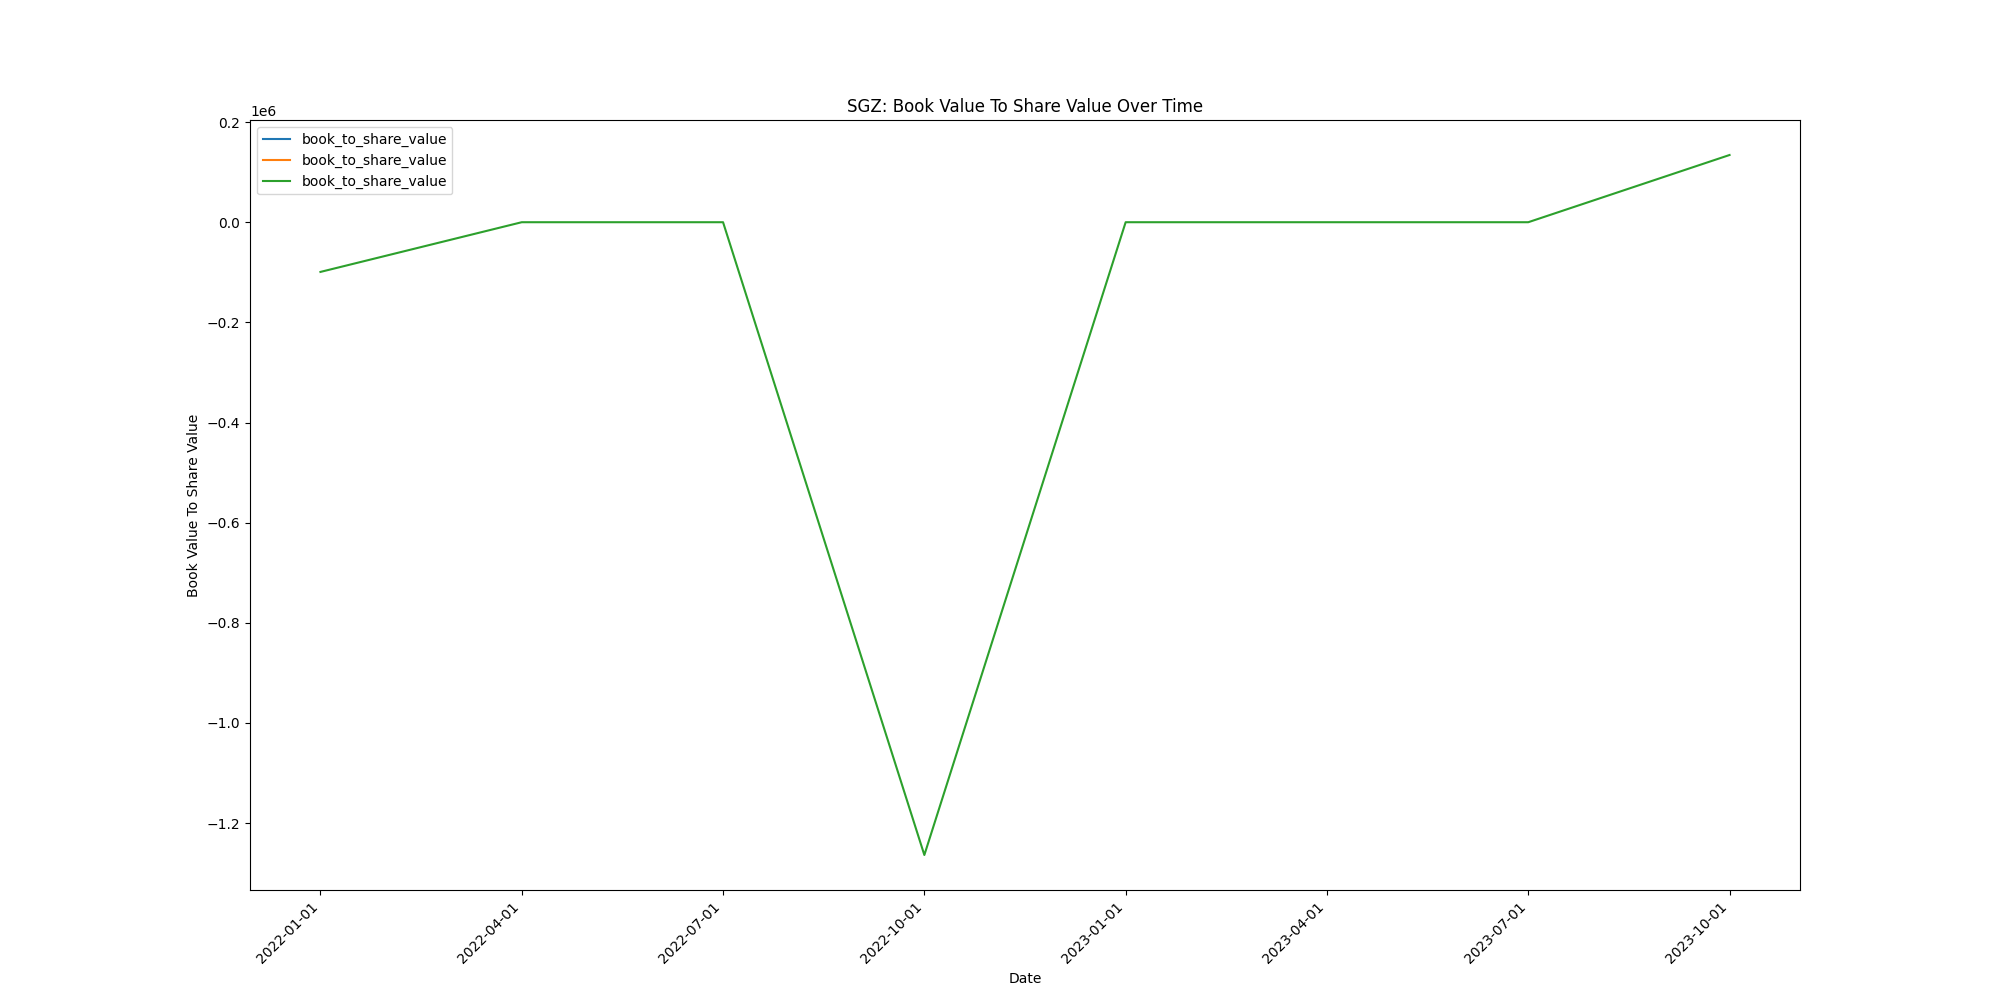 SGZ: Book Value To Share Value Over Time
1e6
book_to_share_value
book_to_share_value
book_to_share_value
0.2
0.0
−0.2
−0.4
−0.6
−0.8
−1.0
−1.2
Book Value To Share Value
2022-01-01
2022-04-01
2022-07-01
2022-10-01
2023-01-01
2023-04-01
2023-07-01
2023-10-01
Date